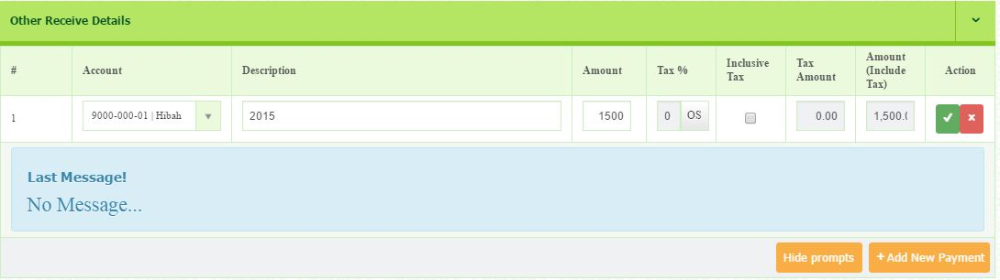 Other Receive Details
# Account Description Amount Tax % Inclusive Tax Tax Amount Amount (Include Tax) Action
1 9000-000-01 | Hibah 2015 1500 0 OS 0.00 1,500.0
Last Message!
No Message...
Hide prompts + Add New Payment